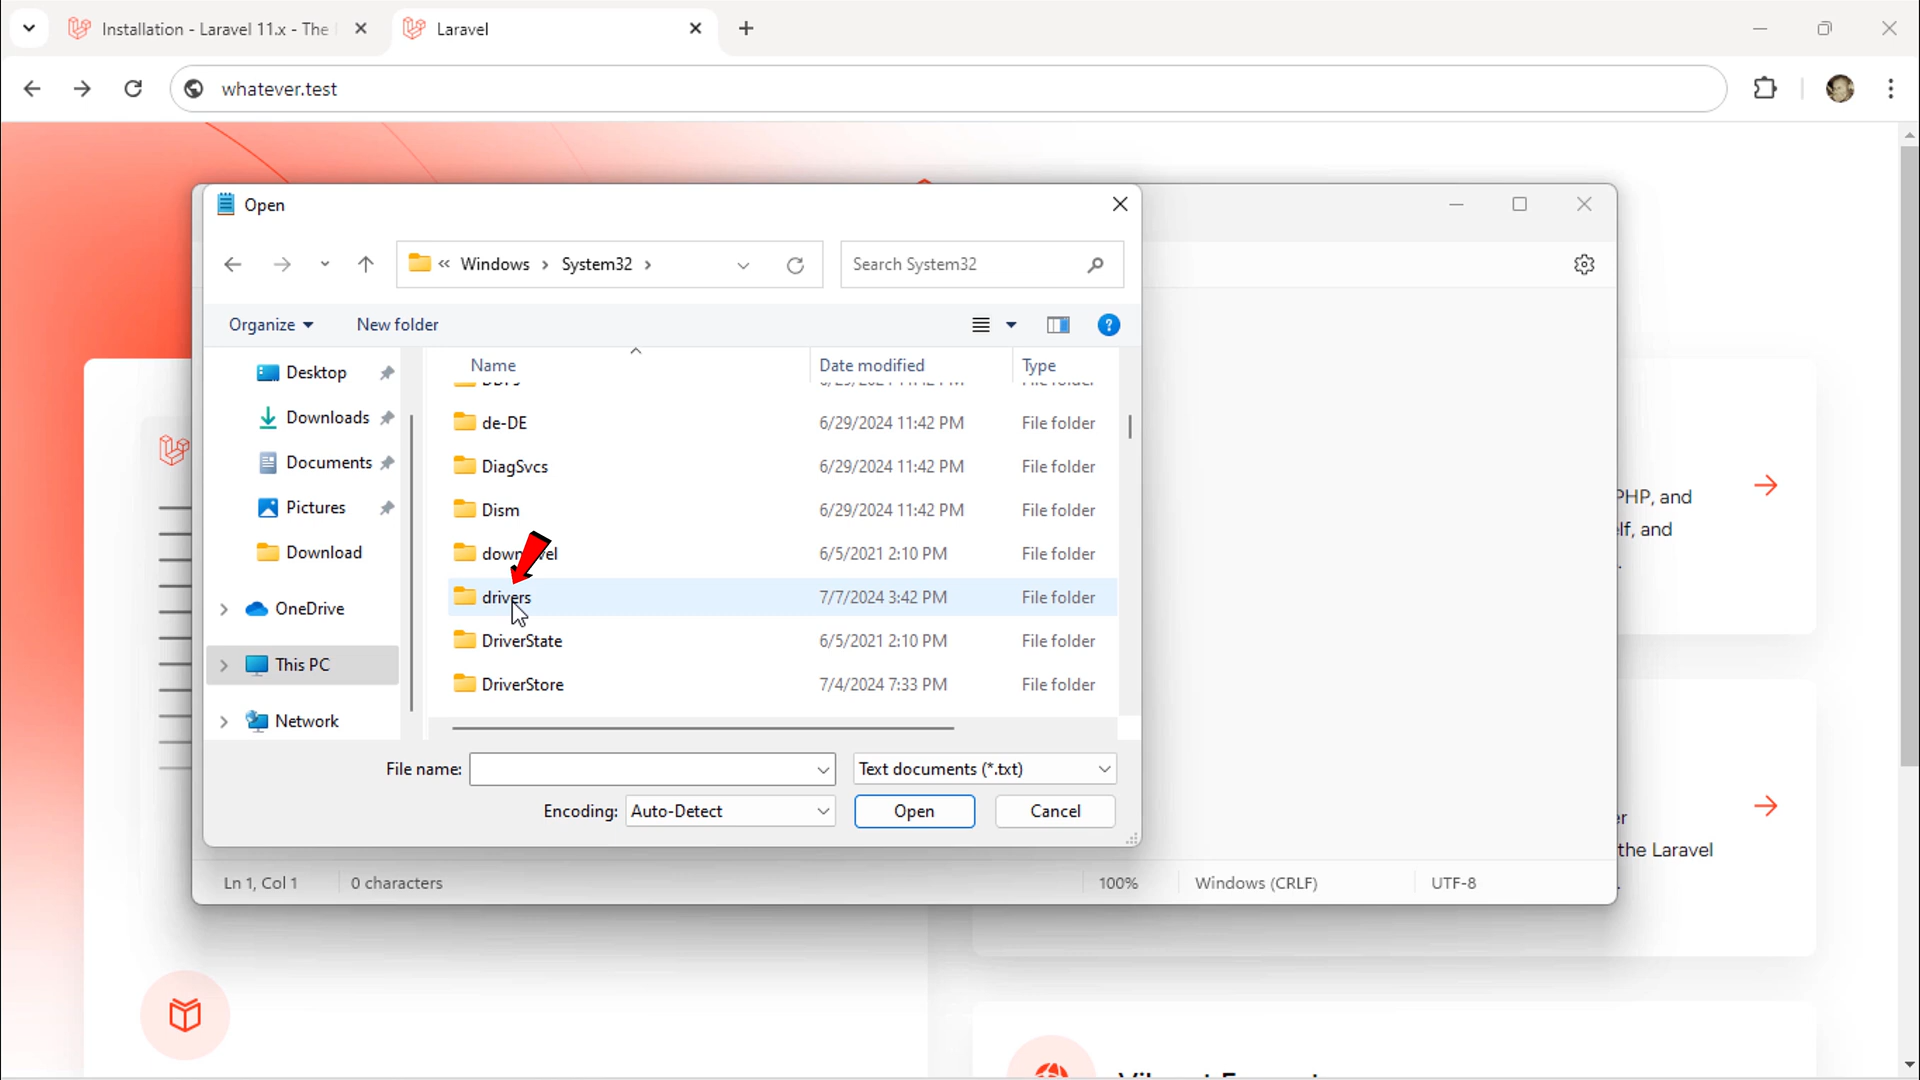 Installation - Laravel 11.x - The
Laravel
whatever.test
Open
« Windows > System32 >
Search System32
Organize
New folder
Name
Date modified
Type
Desktop
Downloads
Documents
Pictures
Download
OneDrive
This PC
Network
de-DE 6/29/2024 11:42 PM File folder
DiagSvcs 6/29/2024 11:42 PM File folder
Dism 6/29/2024 11:42 PM File folder
6/5/2021 2:10 PM File folder
drivers 7/7/2024 3:42 PM File folder
DriverState 6/5/2021 2:10 PM File folder
DriverStore 7/4/2024 7:33 PM File folder
File name:
Text documents (*.txt)
Encoding:
Auto-Detect
Open
Cancel
Ln 1, Col 1
0 characters
100%
Windows (CRLF)
UTF-8
PHP, and
lf, and
.
er
the Laravel
.